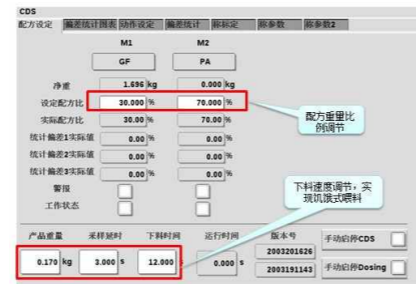 CDS
配方设定 偏差统计图表 动作设定 偏差统计 称标定 称参数 称参数2
M1 M2
GF PA
净重 1.696 kg 0.000 kg
设定配方比 30.000 % 70.000 %
实际配方比 30.00 % 70.00 %
统计偏差1实际值 0.00 % 0.00 %
统计偏差2实际值 0.00 % 0.00 %
统计偏差3实际值 0.00 % 0.00 %
警报
工作状态
配方重量比
例调节
下料速度调节，实
现饥饿式喂料
产品重量 采样延时 下料时间 运行时间 版本号
0.170 kg 3.000 s 12.000 0.000 s 2003201626
2003191143
手动启停CDS
手动启停Dosing